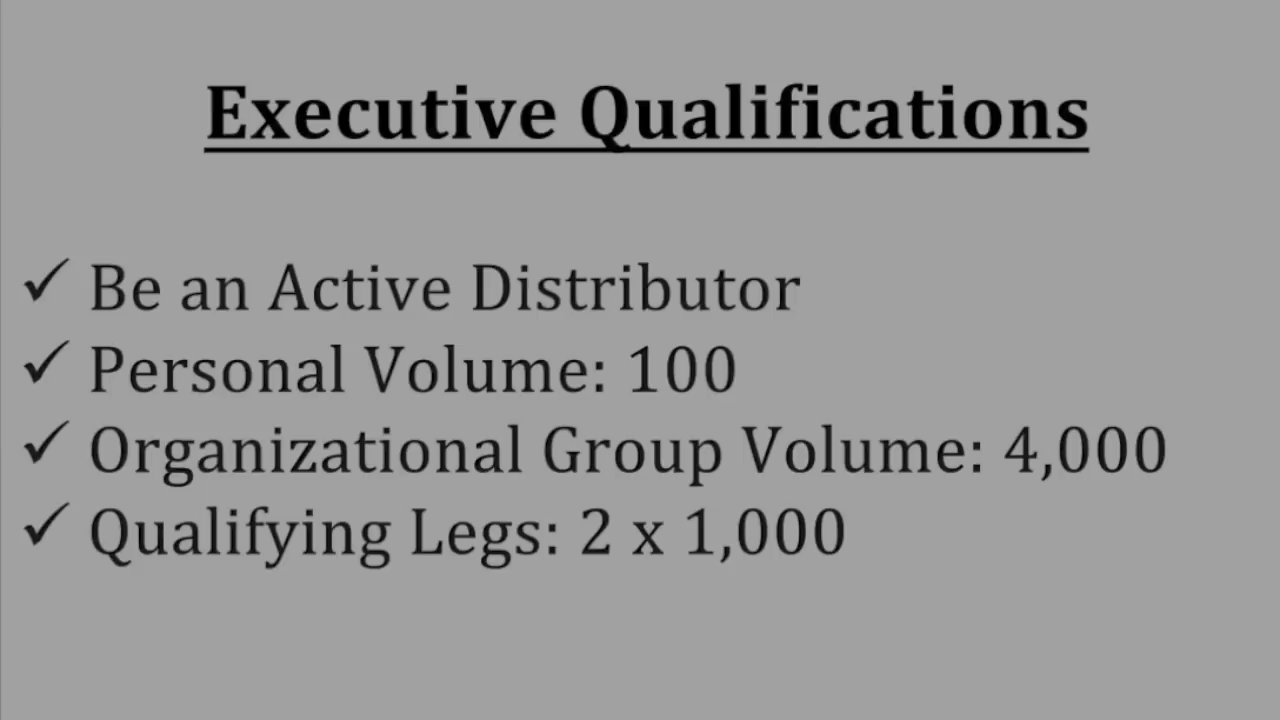 Executive Qualifications
✓ Be an Active Distributor
✓ Personal Volume: 100
✓ Organizational Group Volume: 4,000
✓ Qualifying Legs: 2 x 1,000